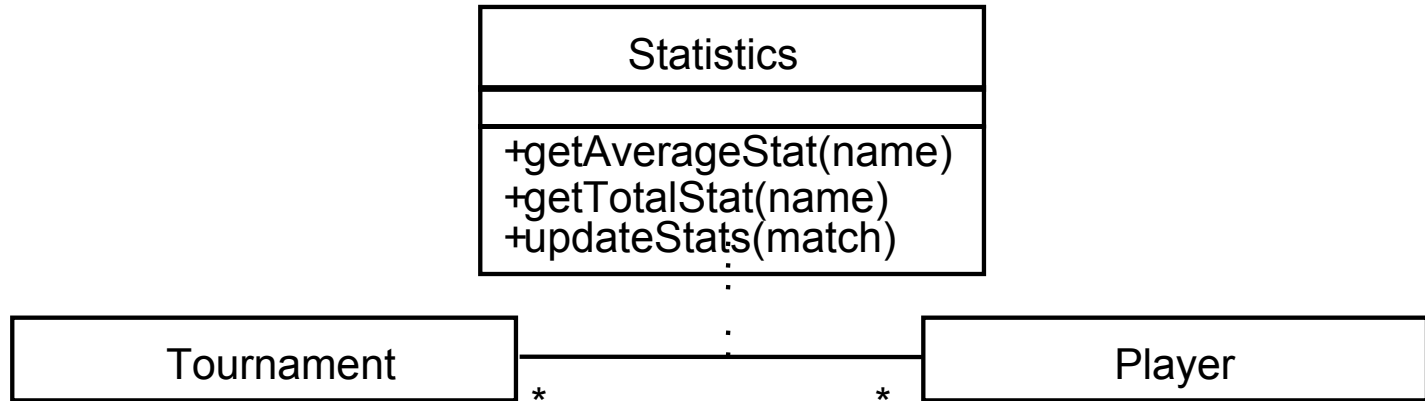 Statistics
+getAverageStat(name)
+getTotalStat(name)
+updateStats(match)
Tournament
Player
* *